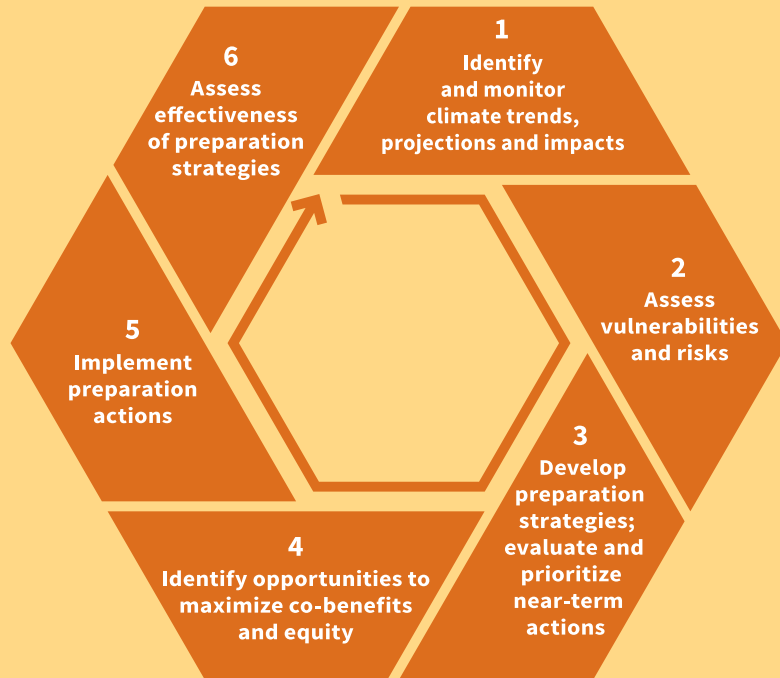 1
Identify
and monitor
climate trends,
projections and impacts
2
Assess
vulnerabilities
and risks
3
Develop
preparation
strategies;
evaluate and
prioritize
near-term
actions
4
Identify opportunities to
maximize co-benefits
and equity
5
Implement
preparation
actions
6
Assess
effectiveness
of preparation
strategies